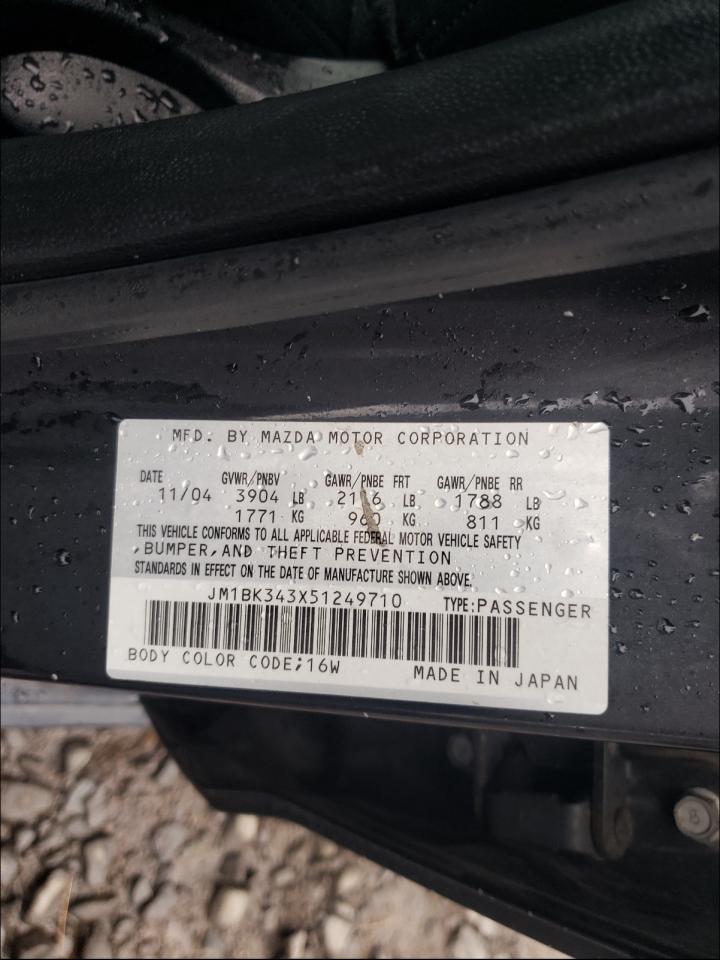 MFD. BY MAZDA MOTOR CORPORATION
DATE GVWR/PNBV GAWR/PNBE FRT GAWR/PNBE RR
11/04 3904 LB LB 1788 LB
1771 KG KG 811 KG
THIS VEHICLE CONFORMS TO ALL APPLICABLE FEDERAL MOTOR VEHICLE SAFETY
,BUMPER,AND THEFT PREVENTION
STANDARDS IN EFFECT ON THE DATE OF MANUFACTURE SHOWN ABOVE.
JM1BK343X51249710 TYPE:PASSENGER
BODY COLOR CODE;16W MADE IN JAPAN
8